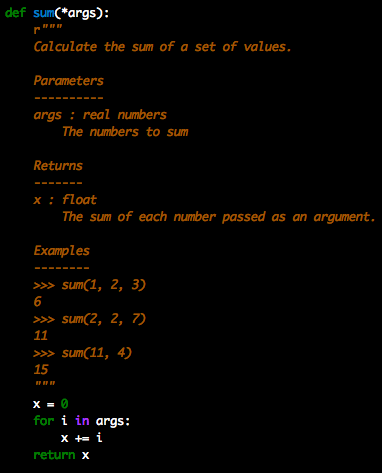 def sum(*args):
    r"""
    Calculate the sum of a set of values.

    Parameters
    ----------
    args : real numbers
        The numbers to sum

    Returns
    -------
    x : float
        The sum of each number passed as an argument.

    Examples
    --------
    >>> sum(1, 2, 3)
    6
    >>> sum(2, 2, 7)
    11
    >>> sum(11, 4)
    15
    """
    x = 0
    for i in args:
        x += i
    return x